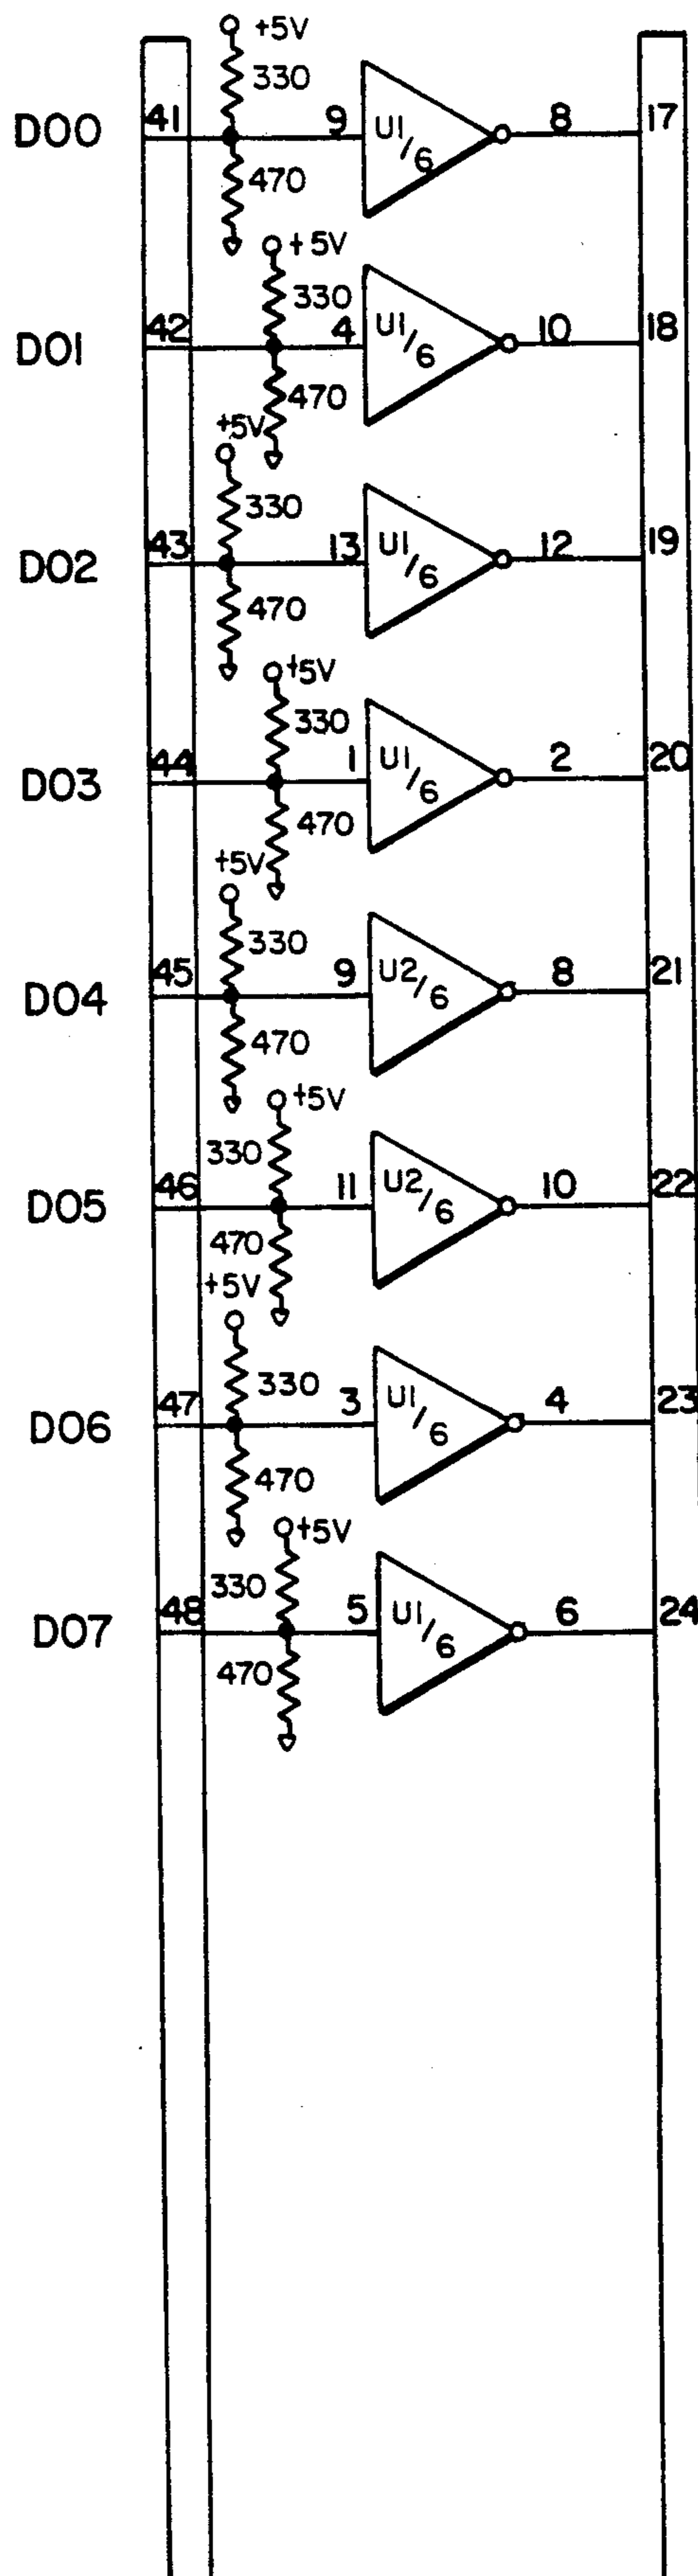 +5V
330
DO0 41 9 U1/6 8 17
470
+5V
330
DO1 42 4 U1/6 10 18
470
+5V
330
DO2 43 13 U1/6 12 19
470
+5V
330
DO3 44 1 U1/6 2 20
470
+5V
330
DO4 45 9 U2/6 8 21
470
+5V
330
DO5 46 11 U2/6 10 22
470
+5V
330
DO6 47 3 U1/6 4 23
470
+5V
330
DO7 48 5 U1/6 6 24
470